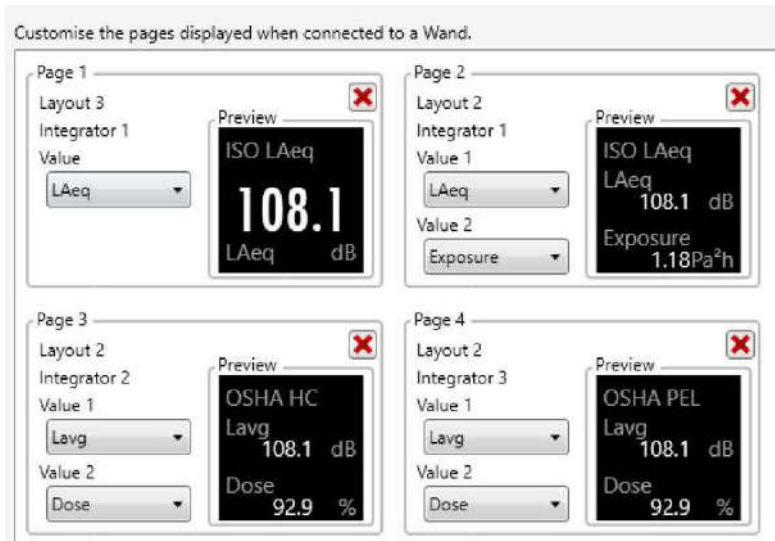 Customise the pages displayed when connected to a Wand.
Page 1
Layout 3
Integrator 1
Value
LAeq
Preview
ISO LAeq
108.1
LAeq dB
Page 2
Layout 2
Integrator 1
Value 1
LAeq
Value 2
Exposure
Preview
ISO LAeq
LAeq
108.1 dB
Exposure
1.18Pa²h
Page 3
Layout 2
Integrator 2
Value 1
Lavg
Value 2
Dose
Preview
OSHA HC
Lavg
108.1 dB
Dose
92.9 %
Page 4
Layout 2
Integrator 3
Value 1
Lavg
Value 2
Dose
Preview
OSHA PEL
Lavg
108.1 dB
Dose
92.9 %